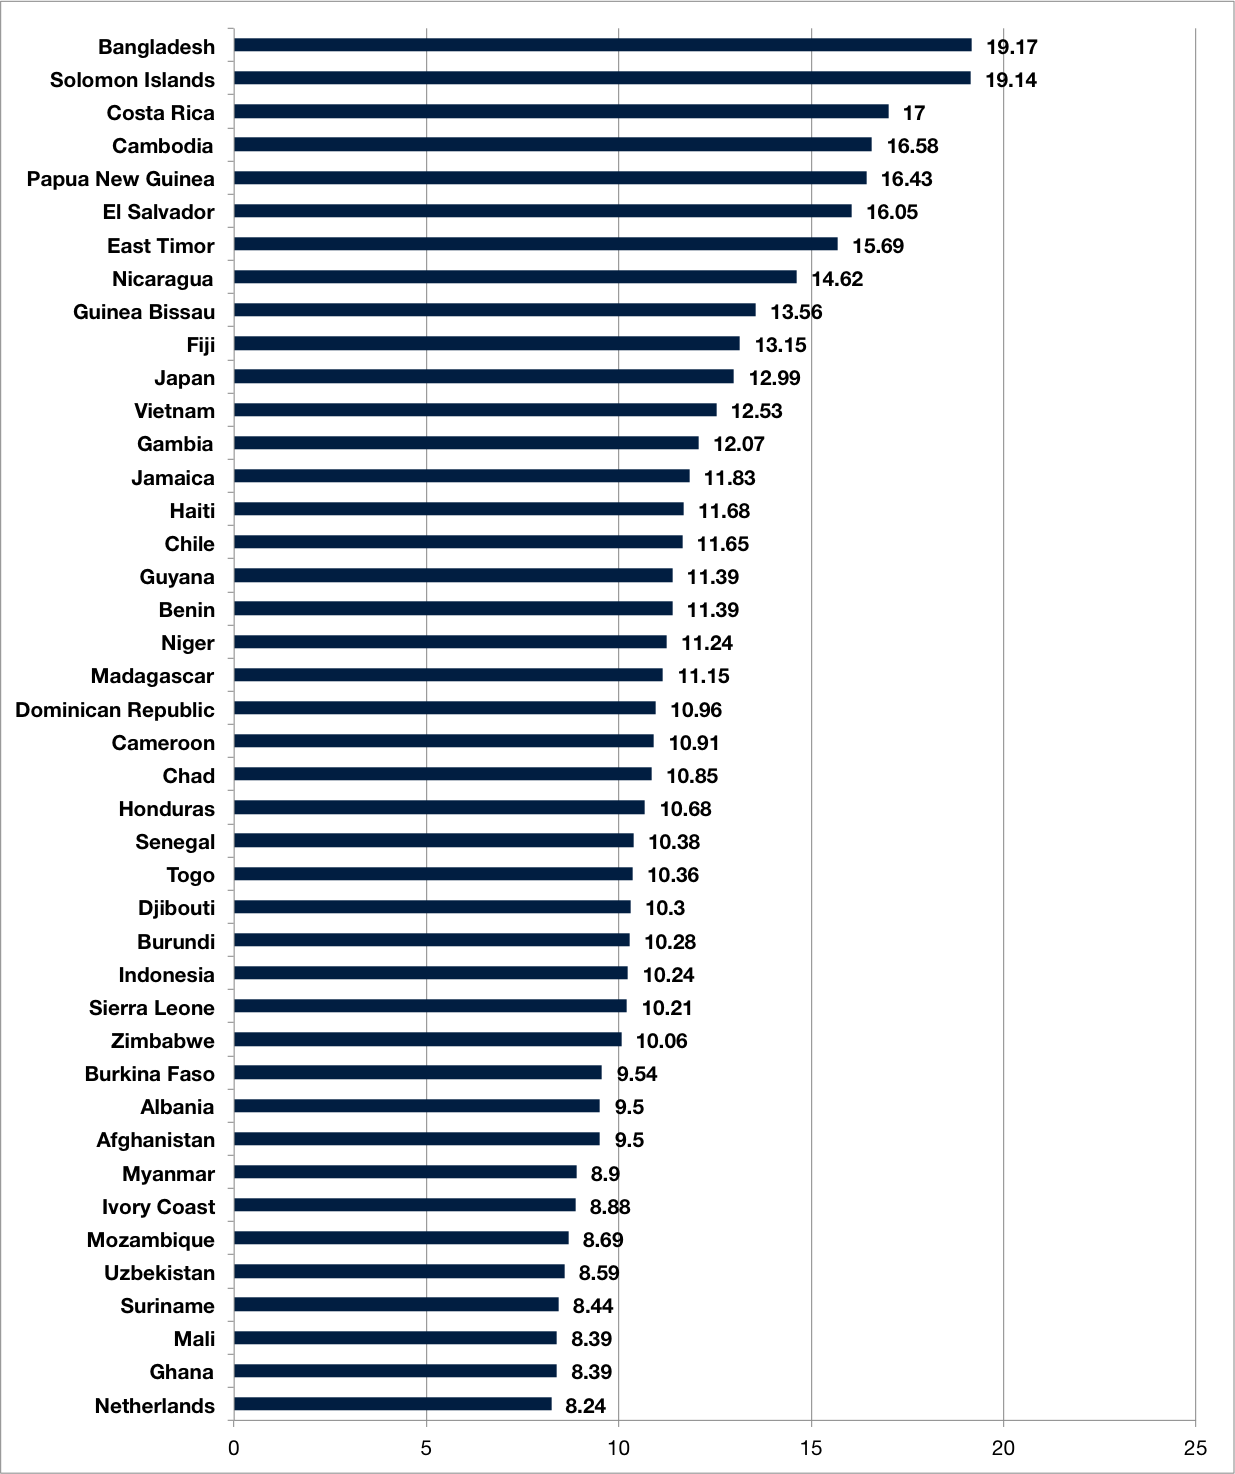 Bangladesh 19.17
Solomon Islands 19.14
Costa Rica 17
Cambodia 16.58
Papua New Guinea 16.43
El Salvador 16.05
East Timor 15.69
Nicaragua 14.62
Guinea Bissau 13.56
Fiji 13.15
Japan 12.99
Vietnam 12.53
Gambia 12.07
Jamaica 11.83
Haiti 11.68
Chile 11.65
Guyana 11.39
Benin 11.39
Niger 11.24
Madagascar 11.15
Dominican Republic 10.96
Cameroon 10.91
Chad 10.85
Honduras 10.68
Senegal 10.38
Togo 10.36
Djibouti 10.3
Burundi 10.28
Indonesia 10.24
Sierra Leone 10.21
Zimbabwe 10.06
Burkina Faso 9.54
Albania 9.5
Afghanistan 9.5
Myanmar 8.9
Ivory Coast 8.88
Mozambique 8.69
Uzbekistan 8.59
Suriname 8.44
Mali 8.39
Ghana 8.39
Netherlands 8.24
0 5 10 15 20 25